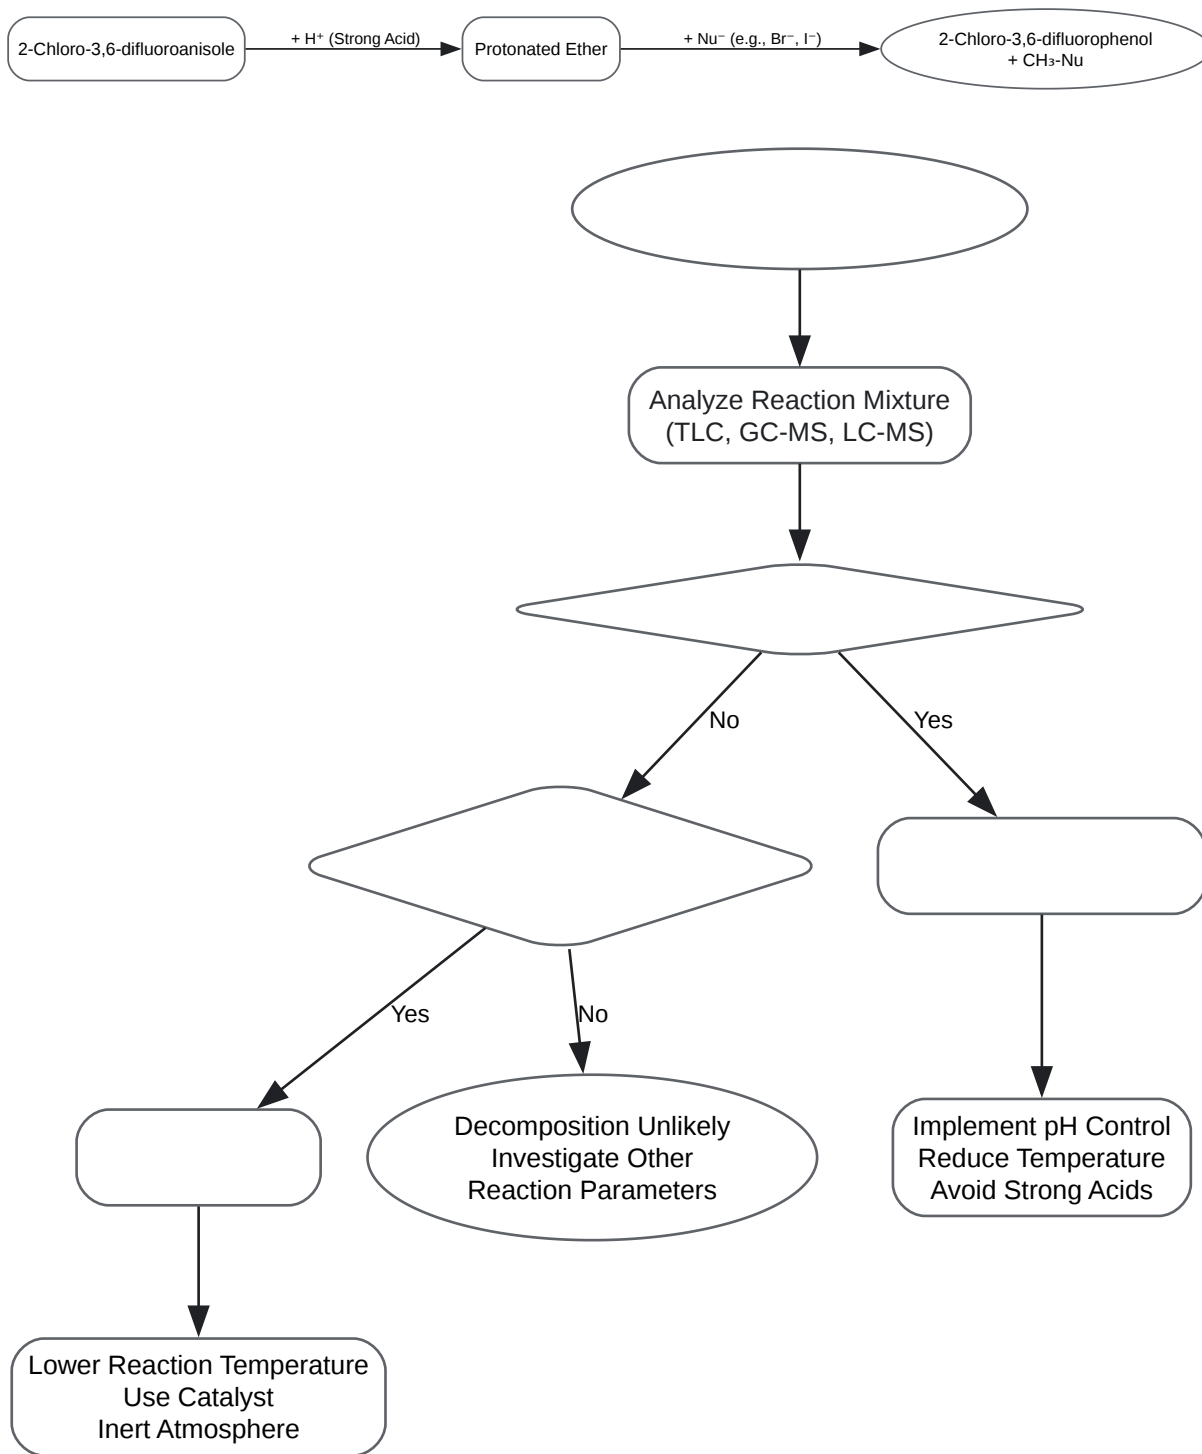 2-Chloro-3,6-difluoroanisole
+ H⁺ (Strong Acid)
Protonated Ether
+ Nu⁻ (e.g., Br⁻, I⁻)
2-Chloro-3,6-difluorophenol
+ CH₃-Nu
Analyze Reaction Mixture
(TLC, GC-MS, LC-MS)
No
Yes
Yes
No
Decomposition Unlikely
Investigate Other
Reaction Parameters
Implement pH Control
Reduce Temperature
Avoid Strong Acids
Lower Reaction Temperature
Use Catalyst
Inert Atmosphere